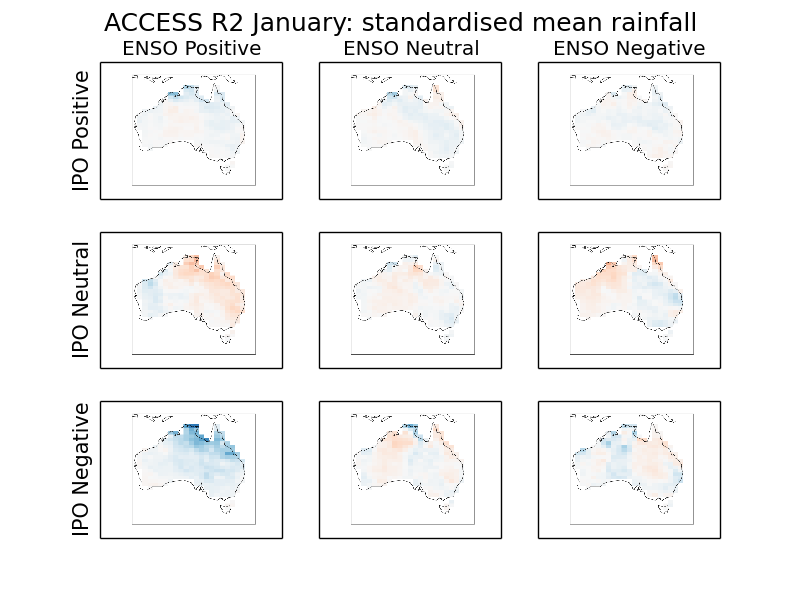 ACCESS R2 January: standardised mean rainfall
ENSO Positive
ENSO Neutral
ENSO Negative
IPO Positive
IPO Neutral
IPO Negative